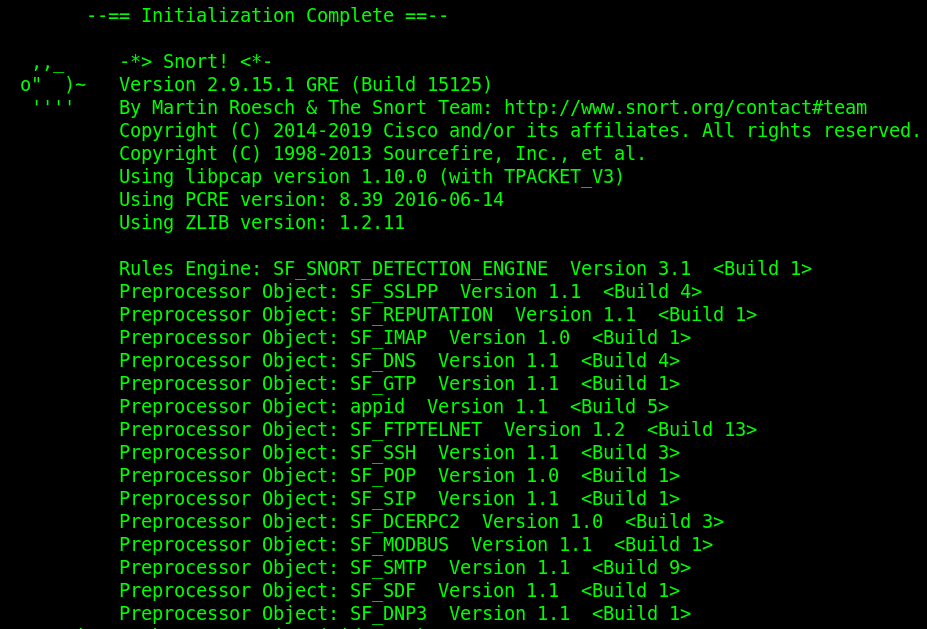 --== Initialization Complete ==--
,,_     -*> Snort! <*-
o"  )~   Version 2.9.15.1 GRE (Build 15125)
''''    By Martin Roesch & The Snort Team: http://www.snort.org/contact#team
Copyright (C) 2014-2019 Cisco and/or its affiliates. All rights reserved.
Copyright (C) 1998-2013 Sourcefire, Inc., et al.
Using libpcap version 1.10.0 (with TPACKET_V3)
Using PCRE version: 8.39 2016-06-14
Using ZLIB version: 1.2.11
Rules Engine: SF_SNORT_DETECTION_ENGINE  Version 3.1  <Build 1>
Preprocessor Object: SF_SSLPP  Version 1.1  <Build 4>
Preprocessor Object: SF_REPUTATION  Version 1.1  <Build 1>
Preprocessor Object: SF_IMAP  Version 1.0  <Build 1>
Preprocessor Object: SF_DNS  Version 1.1  <Build 4>
Preprocessor Object: SF_GTP  Version 1.1  <Build 1>
Preprocessor Object: appid  Version 1.1  <Build 5>
Preprocessor Object: SF_FTPTELNET  Version 1.2  <Build 13>
Preprocessor Object: SF_SSH  Version 1.1  <Build 3>
Preprocessor Object: SF_POP  Version 1.0  <Build 1>
Preprocessor Object: SF_SIP  Version 1.1  <Build 1>
Preprocessor Object: SF_DCERPC2  Version 1.0  <Build 3>
Preprocessor Object: SF_MODBUS  Version 1.1  <Build 1>
Preprocessor Object: SF_SMTP  Version 1.1  <Build 9>
Preprocessor Object: SF_SDF  Version 1.1  <Build 1>
Preprocessor Object: SF_DNP3  Version 1.1  <Build 1>